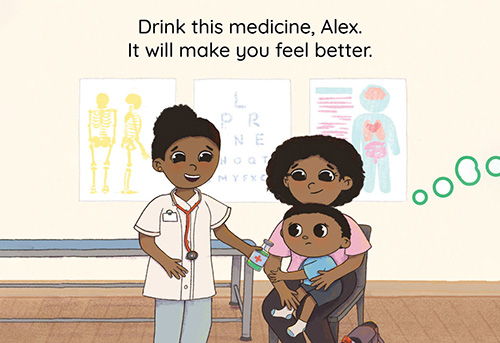 Drink this medicine, Alex.
It will make you feel better.
L
P R
N E
H O Q T
M Y F X C